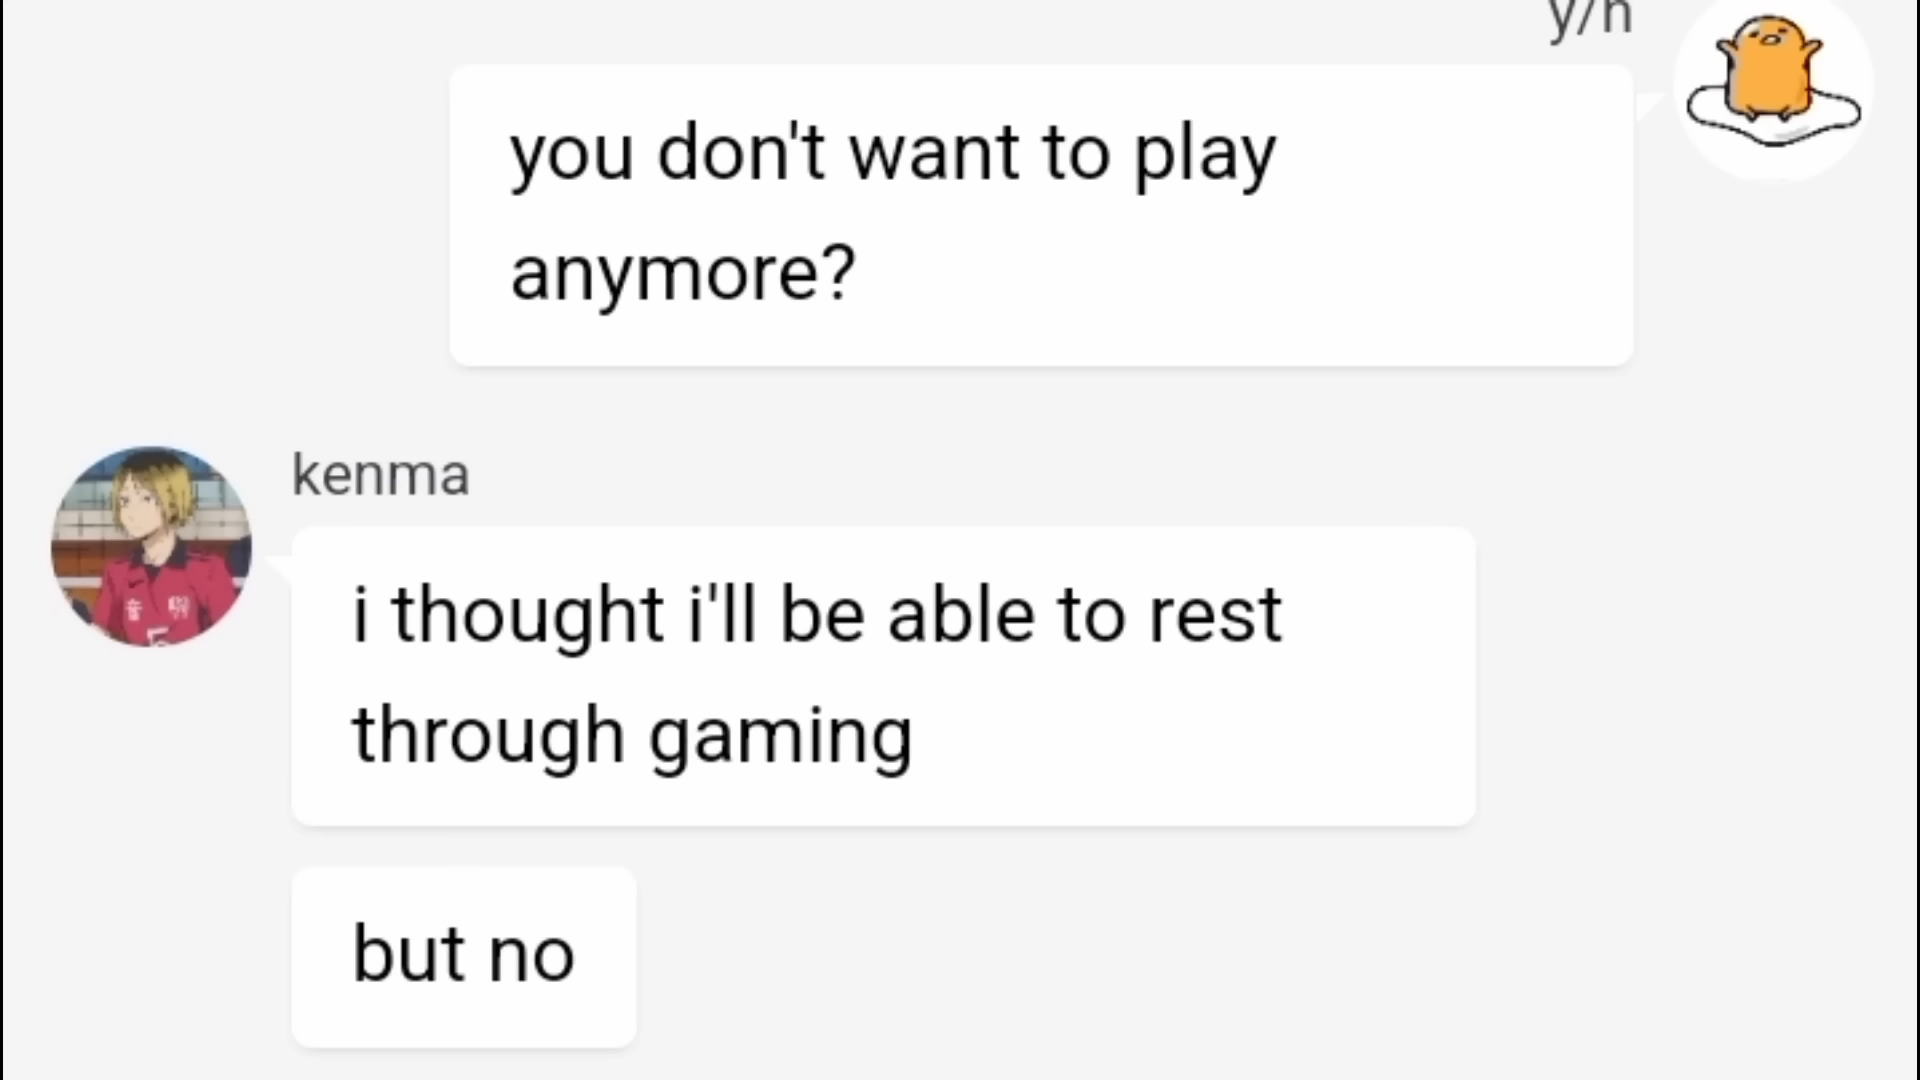 y/n
you don't want to play
anymore?
kenma
i thought i'll be able to rest
through gaming
but no